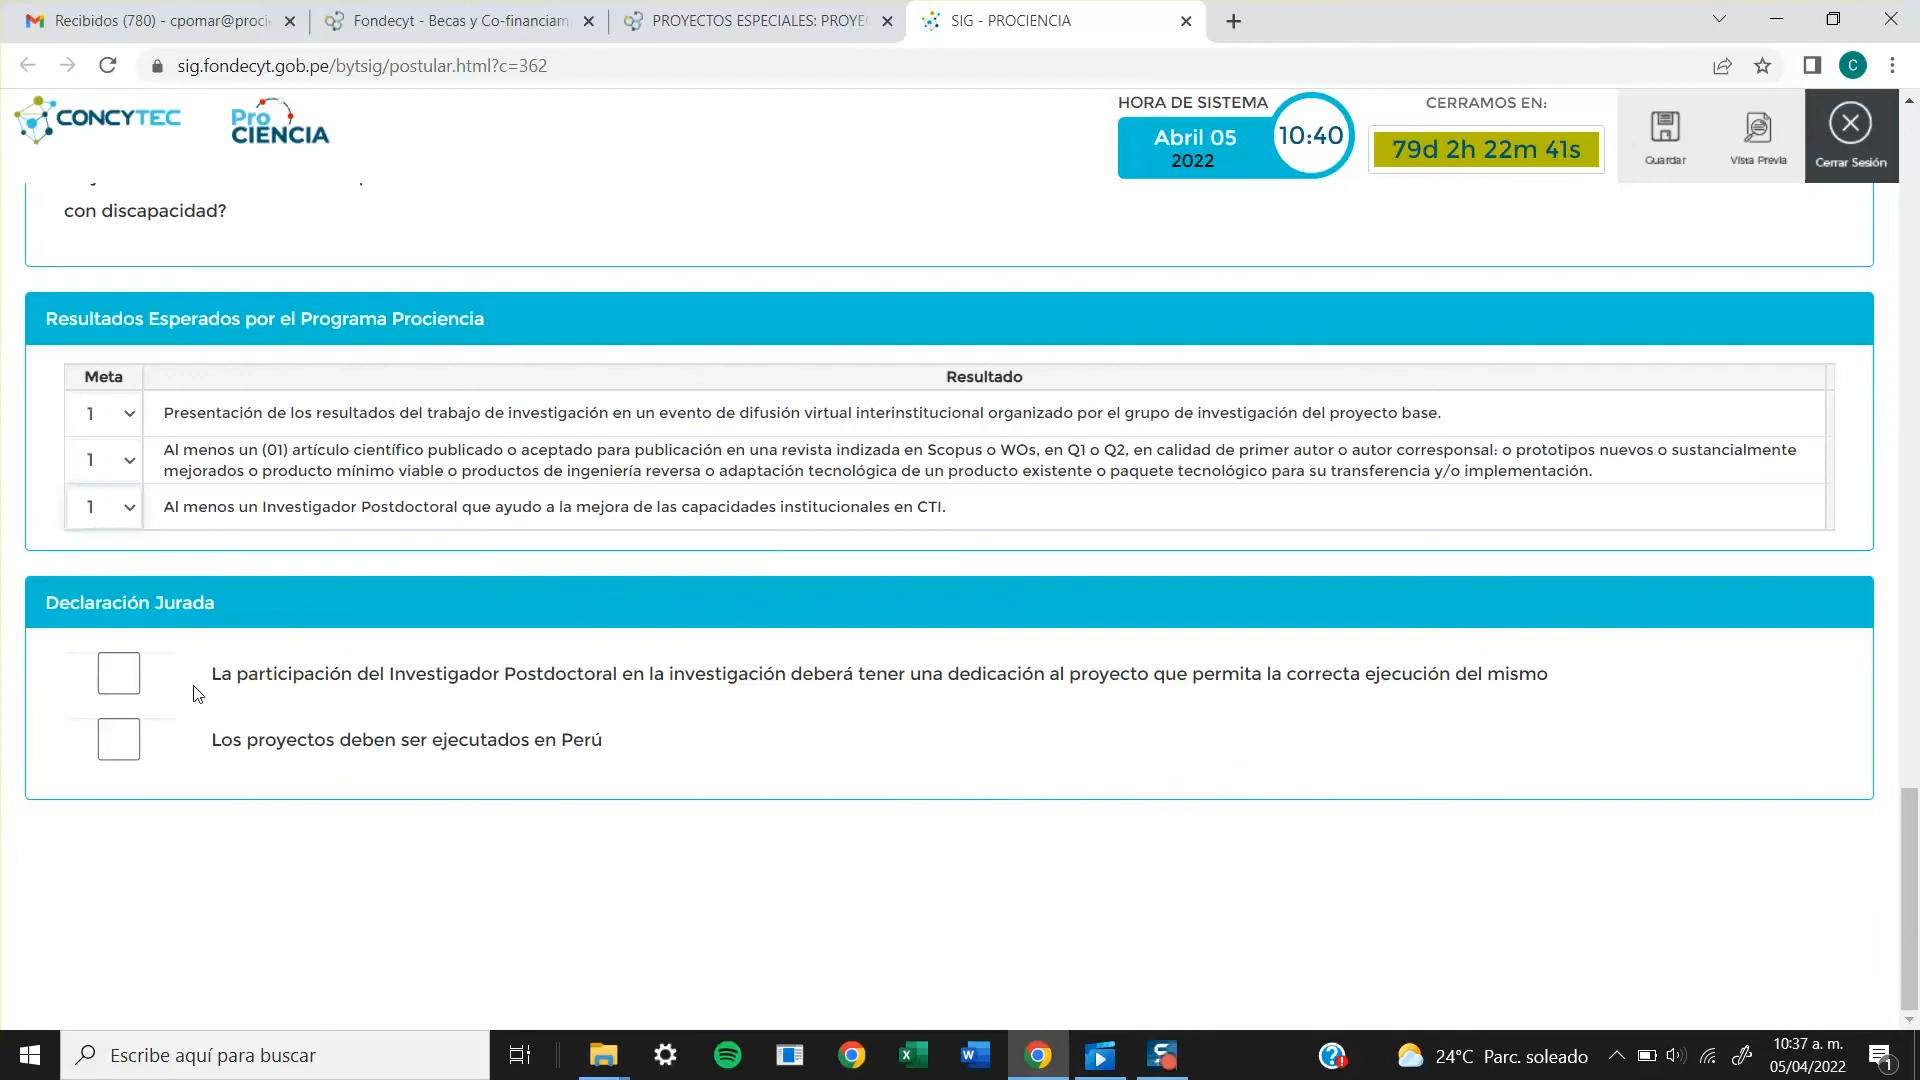 Recibidos (780) - cpomar@proci
Fondecyt - Becas y Co-financiam
PROYECTOS ESPECIALES: PROYE
SIG - PROCIENCIA
sig.fondecyt.gob.pe/bytsig/postular.html?c=362
C
CONCYTEC
Pro
CIENCIA
HORA DE SISTEMA
Abril 05
2022
10:40
CERRAMOS EN:
79d 2h 22m 41s
Guardar
Vista Previa
Cerrar Sesión
con discapacidad?
Resultados Esperados por el Programa Prociencia
Meta
Resultado
1
Presentación de los resultados del trabajo de investigación en un evento de difusión virtual interinstitucional organizado por el grupo de investigación del proyecto base.
1
Al menos un (01) artículo científico publicado o aceptado para publicación en una revista indizada en Scopus o WOs, en Q1 o Q2, en calidad de primer autor o autor corresponsal: o prototipos nuevos o sustancialmente
mejorados o producto mínimo viable o productos de ingeniería reversa o adaptación tecnológica de un producto existente o paquete tecnológico para su transferencia y/o implementación.
1
Al menos un Investigador Postdoctoral que ayudo a la mejora de las capacidades institucionales en CTI.
Declaración Jurada
La participación del Investigador Postdoctoral en la investigación deberá tener una dedicación al proyecto que permita la correcta ejecución del mismo
Los proyectos deben ser ejecutados en Perú
Escribe aquí para buscar
24°C Parc. soleado
10:37 a. m.
05/04/2022
1